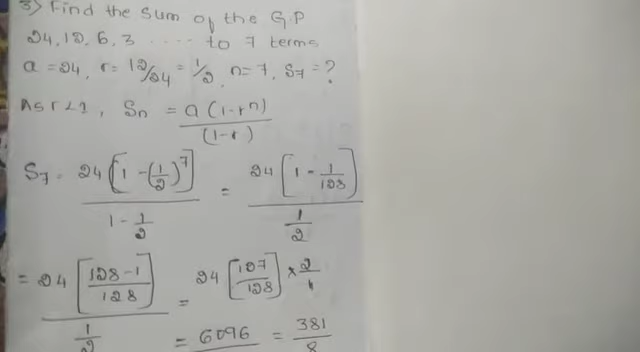 3) Find the sum of the G.P
24, 12, 6, 3 ..... to 7 terms
a = 24, r = 12/24 = 1/2, n = 7, S7 = ?
As r < 1, Sn = a(1-r^n) / (1-r)
S7 = 24[1-(1/2)^7] / 1-1/2 = 24[1-1/128] / 1/2
= 24[128-1/128] / 1/2 = 24[127/128] × 2/1
= 6096 = 381/8